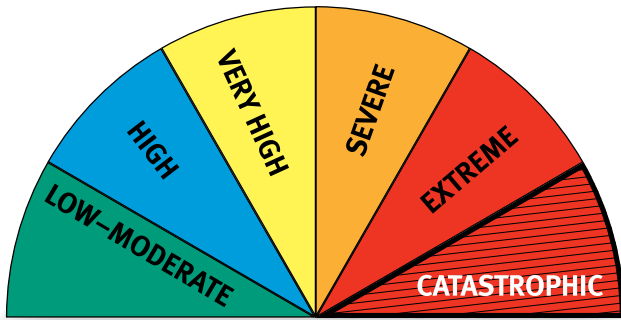 LOW–MODERATE
HIGH
VERY HIGH
SEVERE
EXTREME
CATASTROPHIC